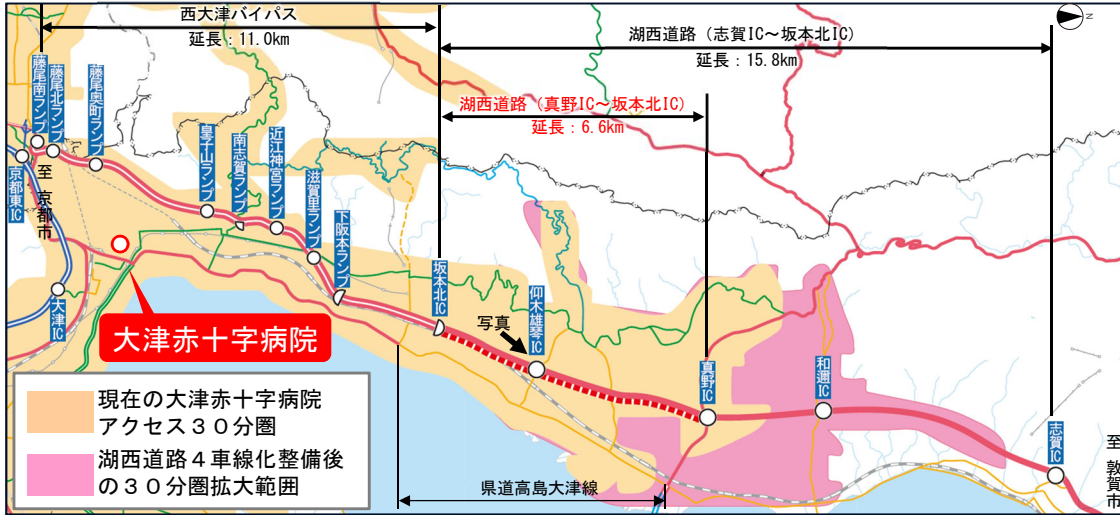 西大津バイパス
延長：11.0km
湖西道路（志賀IC～坂本北IC）
延長：15.8km
湖西道路（真野IC～坂本北IC）
延長：6.6km
N
藤尾南ランプ
藤尾北ランプ
藤尾奥町ランプ
皇子山ランプ
南志賀ランプ
近江神宮ランプ
滋賀里ランプ
下阪本ランプ
坂本北IC
仰木雄琴IC
真野IC
和邇IC
志賀IC
京都東IC
至 京都市
大津IC
写真
大津赤十字病院
現在の大津赤十字病院
アクセス３０分圏
湖西道路４車線化整備後
の３０分圏拡大範囲
県道高島大津線
至 敦賀市